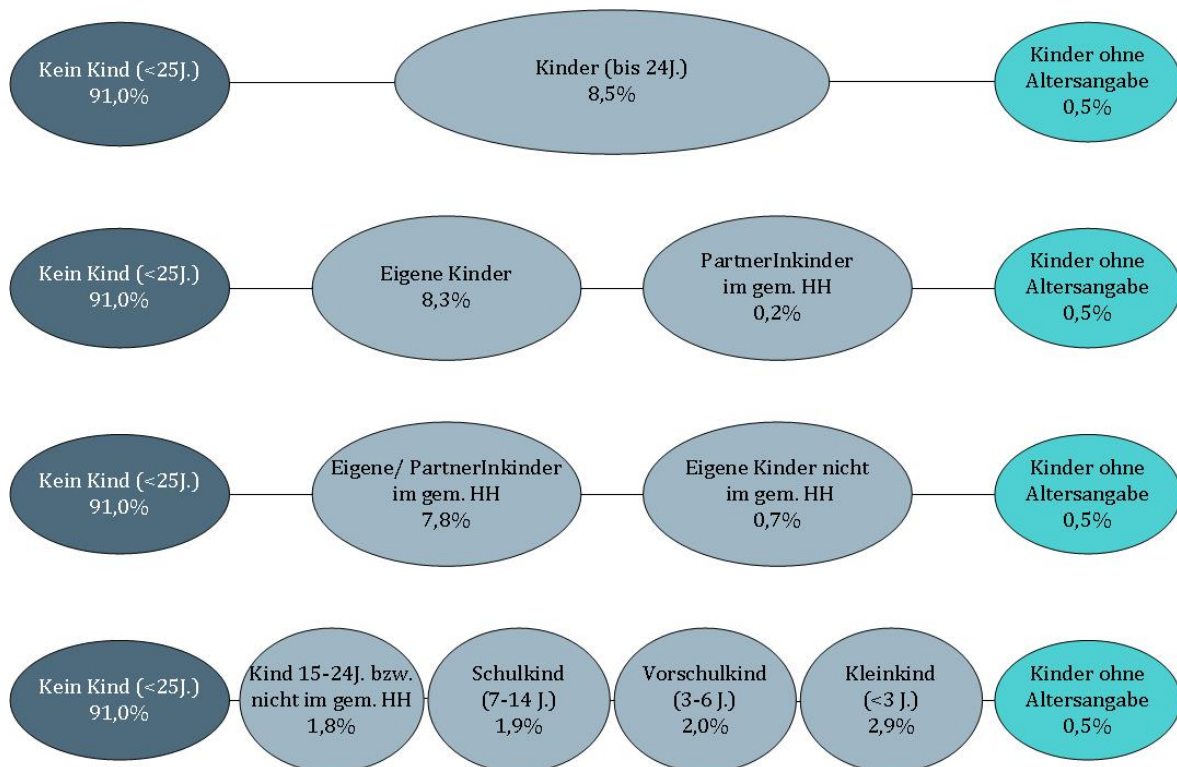 Kein Kind (<25J.)
91,0%
Kinder (bis 24J.)
8,5%
Kinder ohne
Altersangabe
0,5%
Kein Kind (<25J.)
91,0%
Eigene Kinder
8,3%
PartnerInkinder
im gem. HH
0,2%
Kinder ohne
Altersangabe
0,5%
Kein Kind (<25J.)
91,0%
Eigene/ PartnerInkinder
im gem. HH
7,8%
Eigene Kinder nicht
im gem. HH
0,7%
Kinder ohne
Altersangabe
0,5%
Kein Kind (<25J.)
91,0%
Kind 15-24J. bzw.
nicht im gem. HH
1,8%
Schulkind
(7-14 J.)
1,9%
Vorschulkind
(3-6 J.)
2,0%
Kleinkind
(<3 J.)
2,9%
Kinder ohne
Altersangabe
0,5%